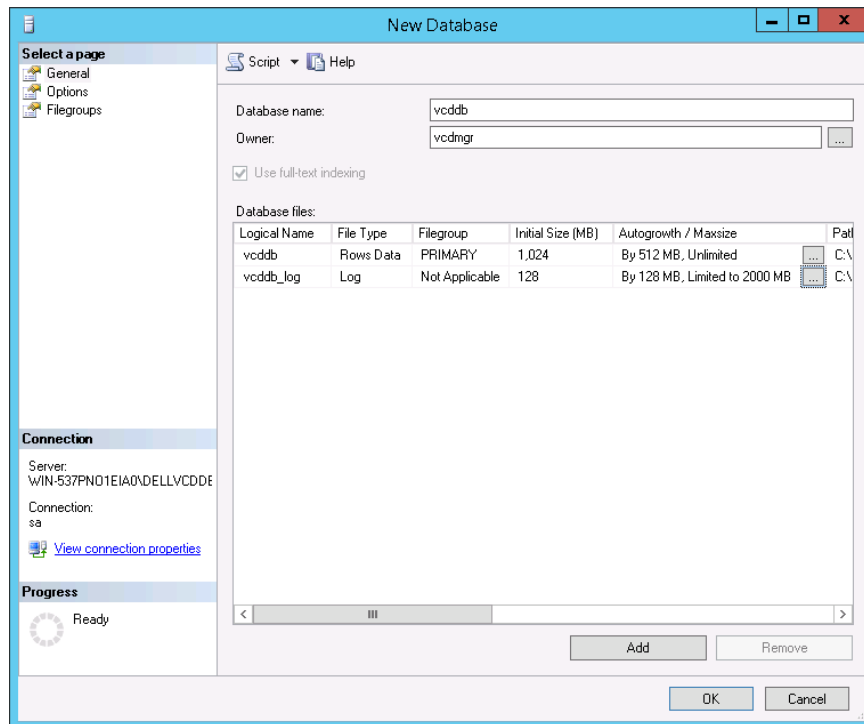 New Database
Select a page
General
Options
Filegroups
Script Help
Database name: vcddb
Owner: vcdmgr ...
Use full-text indexing
Database files:
Logical Name File Type Filegroup Initial Size (MB) Autogrowth / Maxsize Path
vcddb Rows Data PRIMARY 1,024 By 512 MB, Unlimited ... C:\
vcddb_log Log Not Applicable 128 By 128 MB, Limited to 2000 MB ... C:\
Connection
Server:
WIN-537PNO1EIA0\DELLVCDDE
Connection:
sa
View connection properties
Progress
Ready
Add Remove
OK Cancel